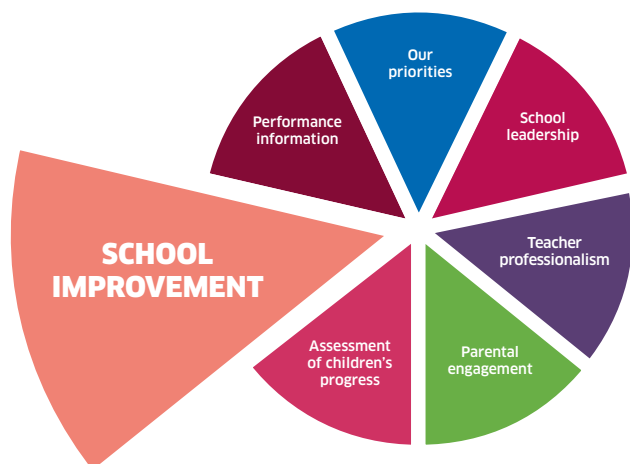 Our
priorities
School
leadership
Teacher
professionalism
Parental
engagement
Assessment
of children's
progress
SCHOOL
IMPROVEMENT
Performance
information